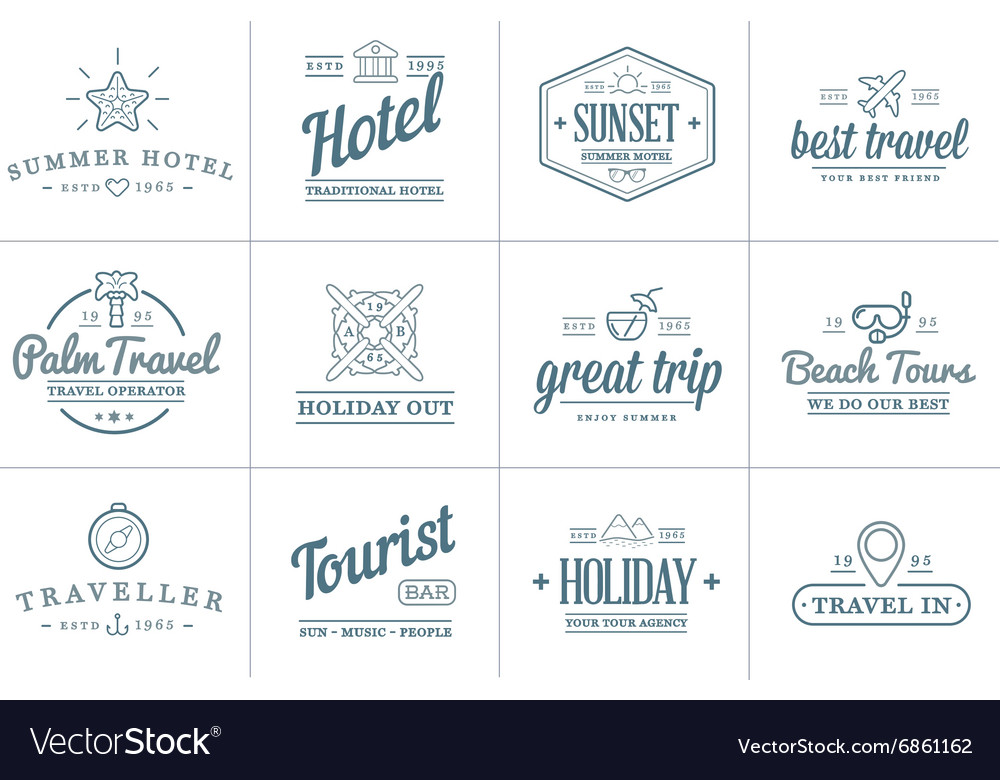 SUMMER HOTEL
ESTD 1965
ESTD 1995
Hotel
TRADITIONAL HOTEL
ESTD 1965
SUNSET
SUMMER MOTEL
ESTD 1965
best travel
YOUR BEST FRIEND
19 95
Palm Travel
TRAVEL OPERATOR
19
A B
65
HOLIDAY OUT
ESTD 1965
great trip
ENJOY SUMMER
19 95
Beach Tours
WE DO OUR BEST
TRAVELLER
ESTD 1965
Tourist
BAR
SUN - MUSIC - PEOPLE
ESTD 1965
HOLIDAY
YOUR TOUR AGENCY
19 95
· TRAVEL IN ·
VectorStock®
VectorStock.com/6861162